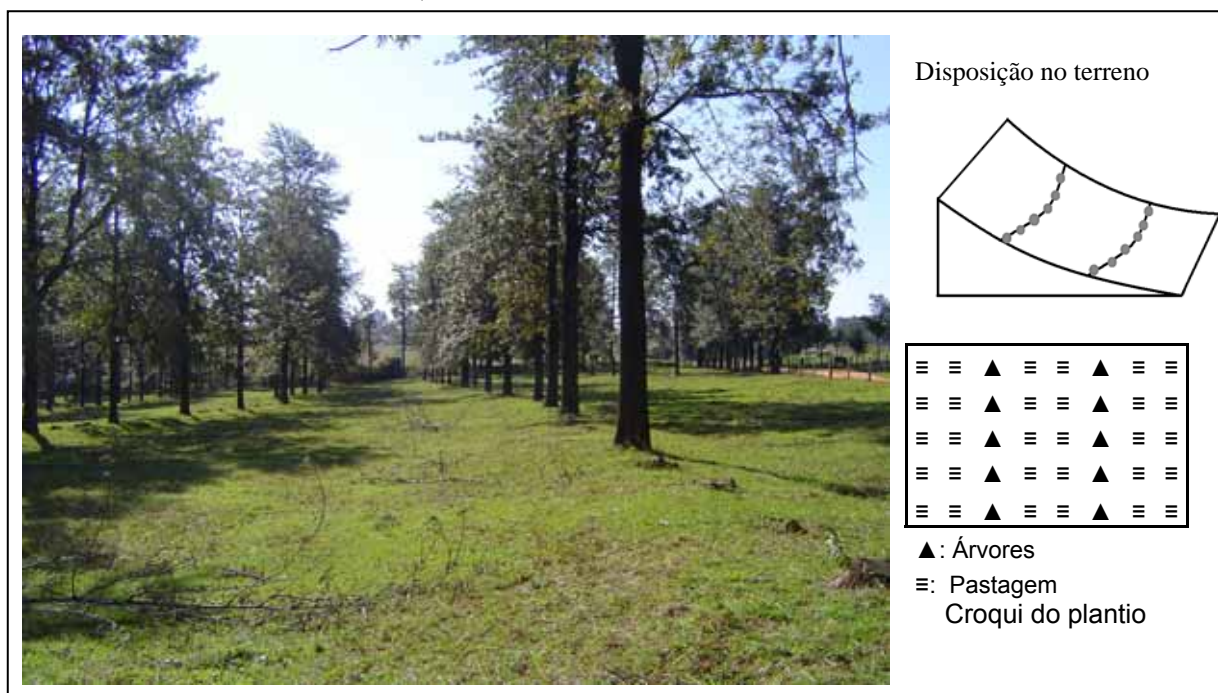 Disposição no terreno
▲: Árvores
≡: Pastagem
Croqui do plantio